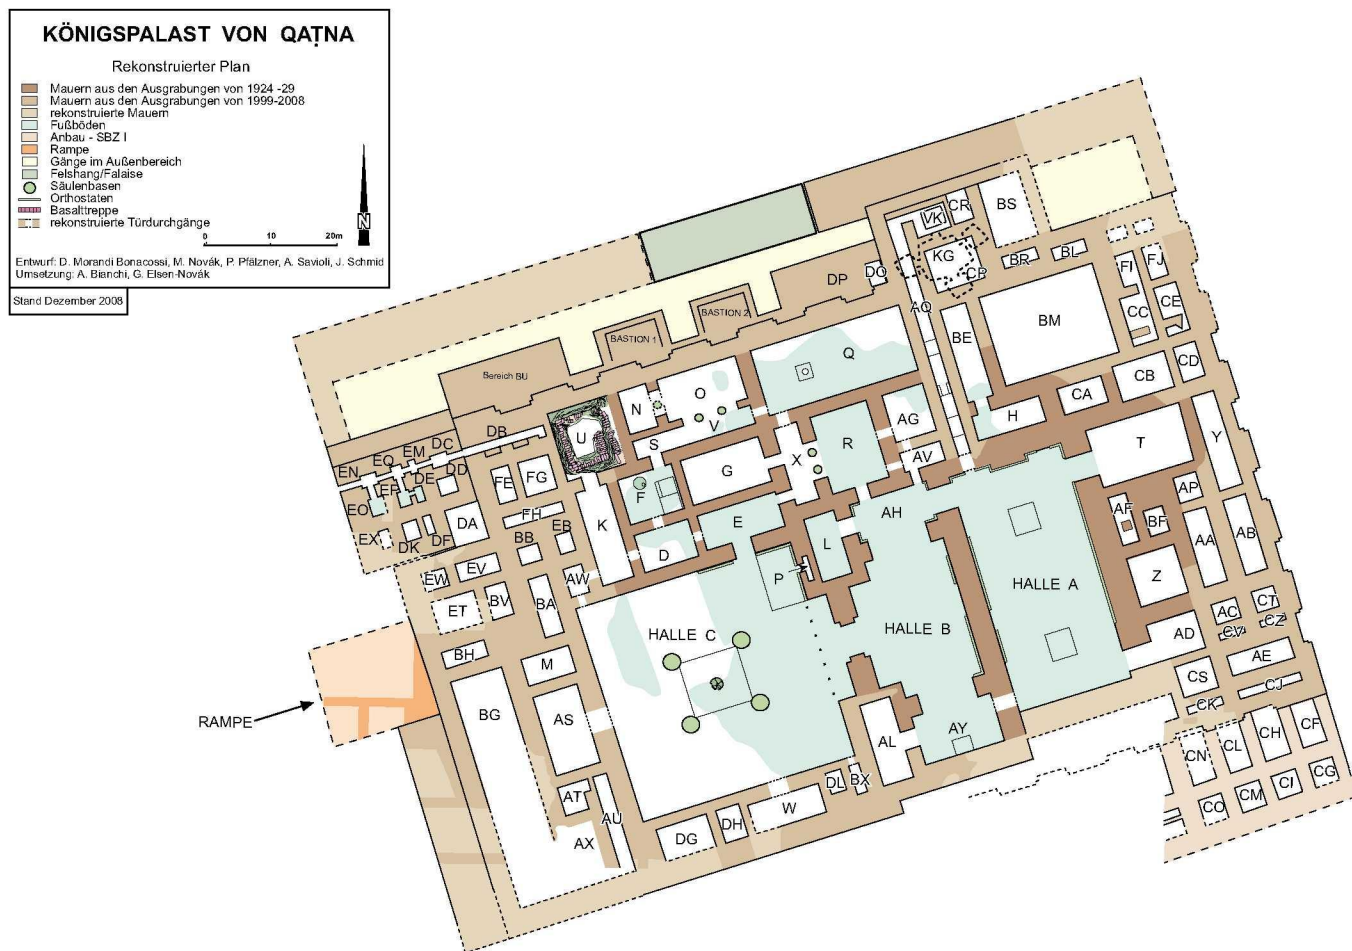 KÖNIGSPALAST VON QAṬNA
Rekonstruierter Plan
Mauern aus den Ausgrabungen von 1924 -29
Mauern aus den Ausgrabungen von 1999-2008
rekonstruierte Mauern
Fußböden
Anbau - SBZ I
Rampe
Gänge im Außenbereich
Felshang/Falaise
Säulenbasen
Orthostaten
Basalttreppe
rekonstruierte Türdurchgänge
N
0 10 20m
Entwurf: D. Morandi Bonacossi, M. Novák, P. Pfälzner, A. Savioli, J. Schmid
Umsetzung: A. Bianchi, G. Elsen-Novák
Stand Dezember 2008
VK CR BS
KG CP BR BL FI FJ
DP DO
AQ BE BM CC CE
BASTION 2
BASTION 1
Bereich BU
Q
N O V S
CA CB CD
H
DB U
R AG AV
T Y
EN EQ EM DC
EP DE DD
EO EX DK DF DA
FE FG FH
G X
F E D
K EB BB
AH L P
AP AF BF AA AB
Z
EW EV
ET BV BA AW
HALLE A
HALLE B
HALLE C
AC CT
CV CZ
AD AE
BH M
CS CJ
CK
RAMPE
BG AS
AL AY
CN CL CH CF
CO CM CI CG
AT AU AX
DL BX
DG DH W